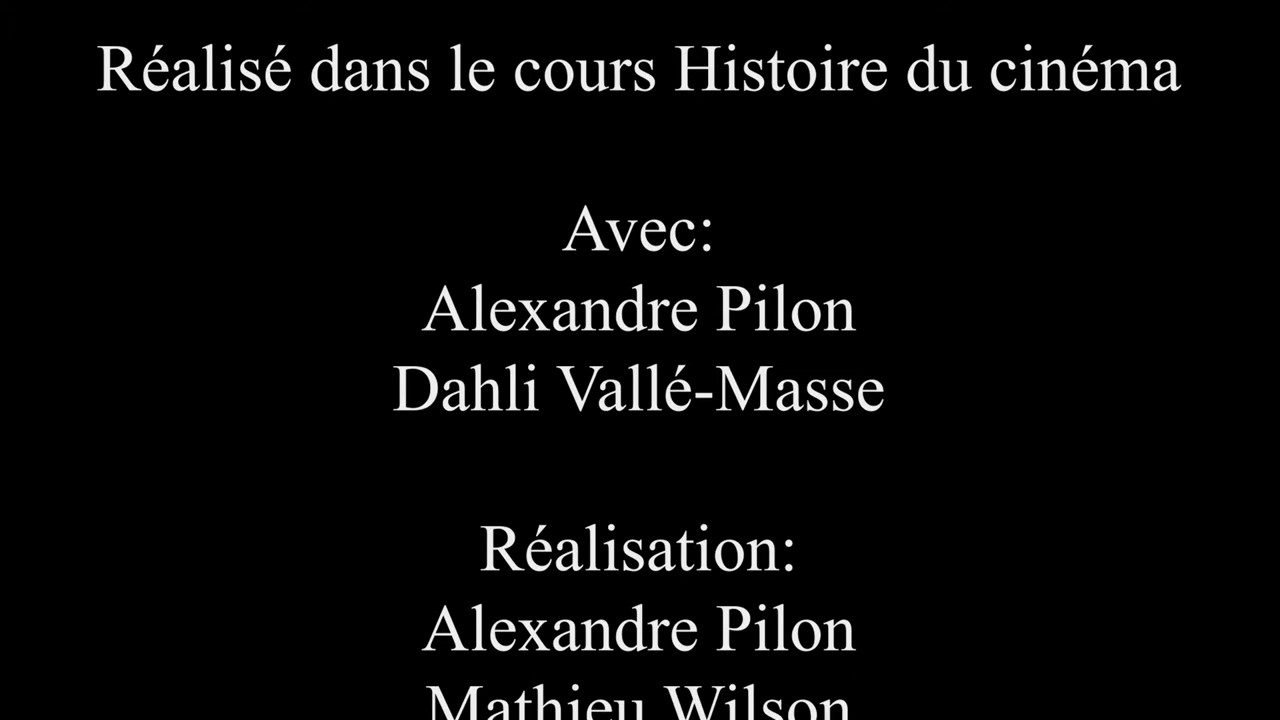 Réalisé dans le cours Histoire du cinéma
Avec:
Alexandre Pilon
Dahli Vallé-Masse
Réalisation:
Alexandre Pilon
Mathieu Wilson